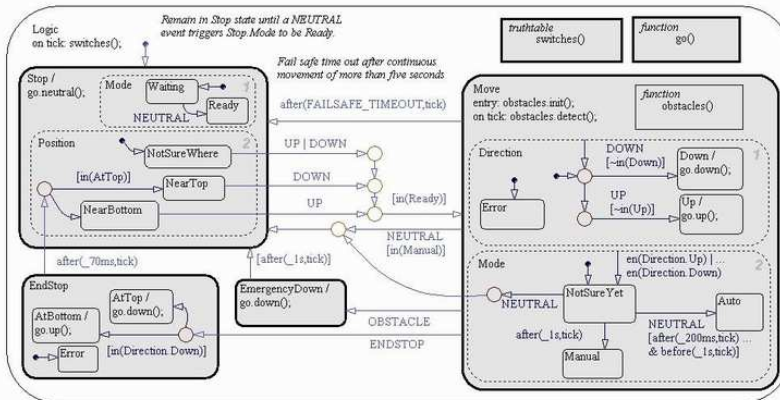 Logic
on tick: switches();
Remain in Stop state until a NEUTRAL
event triggers Stop.Mode to be Ready.
truthtable
switches()
function
go()
Fail safe time out after continuous
movement of more than five seconds
Stop /
go.neutral();
Mode
Waiting
Ready
NEUTRAL
1
after(FAILSAFE_TIMEOUT,tick)
Move
entry: obstacles.init();
on tick: obstacles.detect();
function
obstacles()
Position
2
NotSureWhere
UP | DOWN
[in(AtTop)]
NearTop
DOWN
NearBottom
UP
[in(Ready)]
Direction
1
DOWN
[~in(Down)]
Down /
go.down();
UP
[~in(Up)]
Up /
go.up();
Error
NEUTRAL
[in(Manual)]
after(_70ms,tick)
[after(_1s,tick)]
Mode
2
en(Direction.Up) | ...
en(Direction.Down)
NotSureYet
NEUTRAL
Auto
NEUTRAL
[after(_200ms,tick) ...
& before(_1s,tick)]
after(_1s,tick)
Manual
EndStop
AtTop /
go.down();
AtBottom /
go.up();
Error
[in(Direction.Down)]
EmergencyDown /
go.down();
OBSTACLE
ENDSTOP